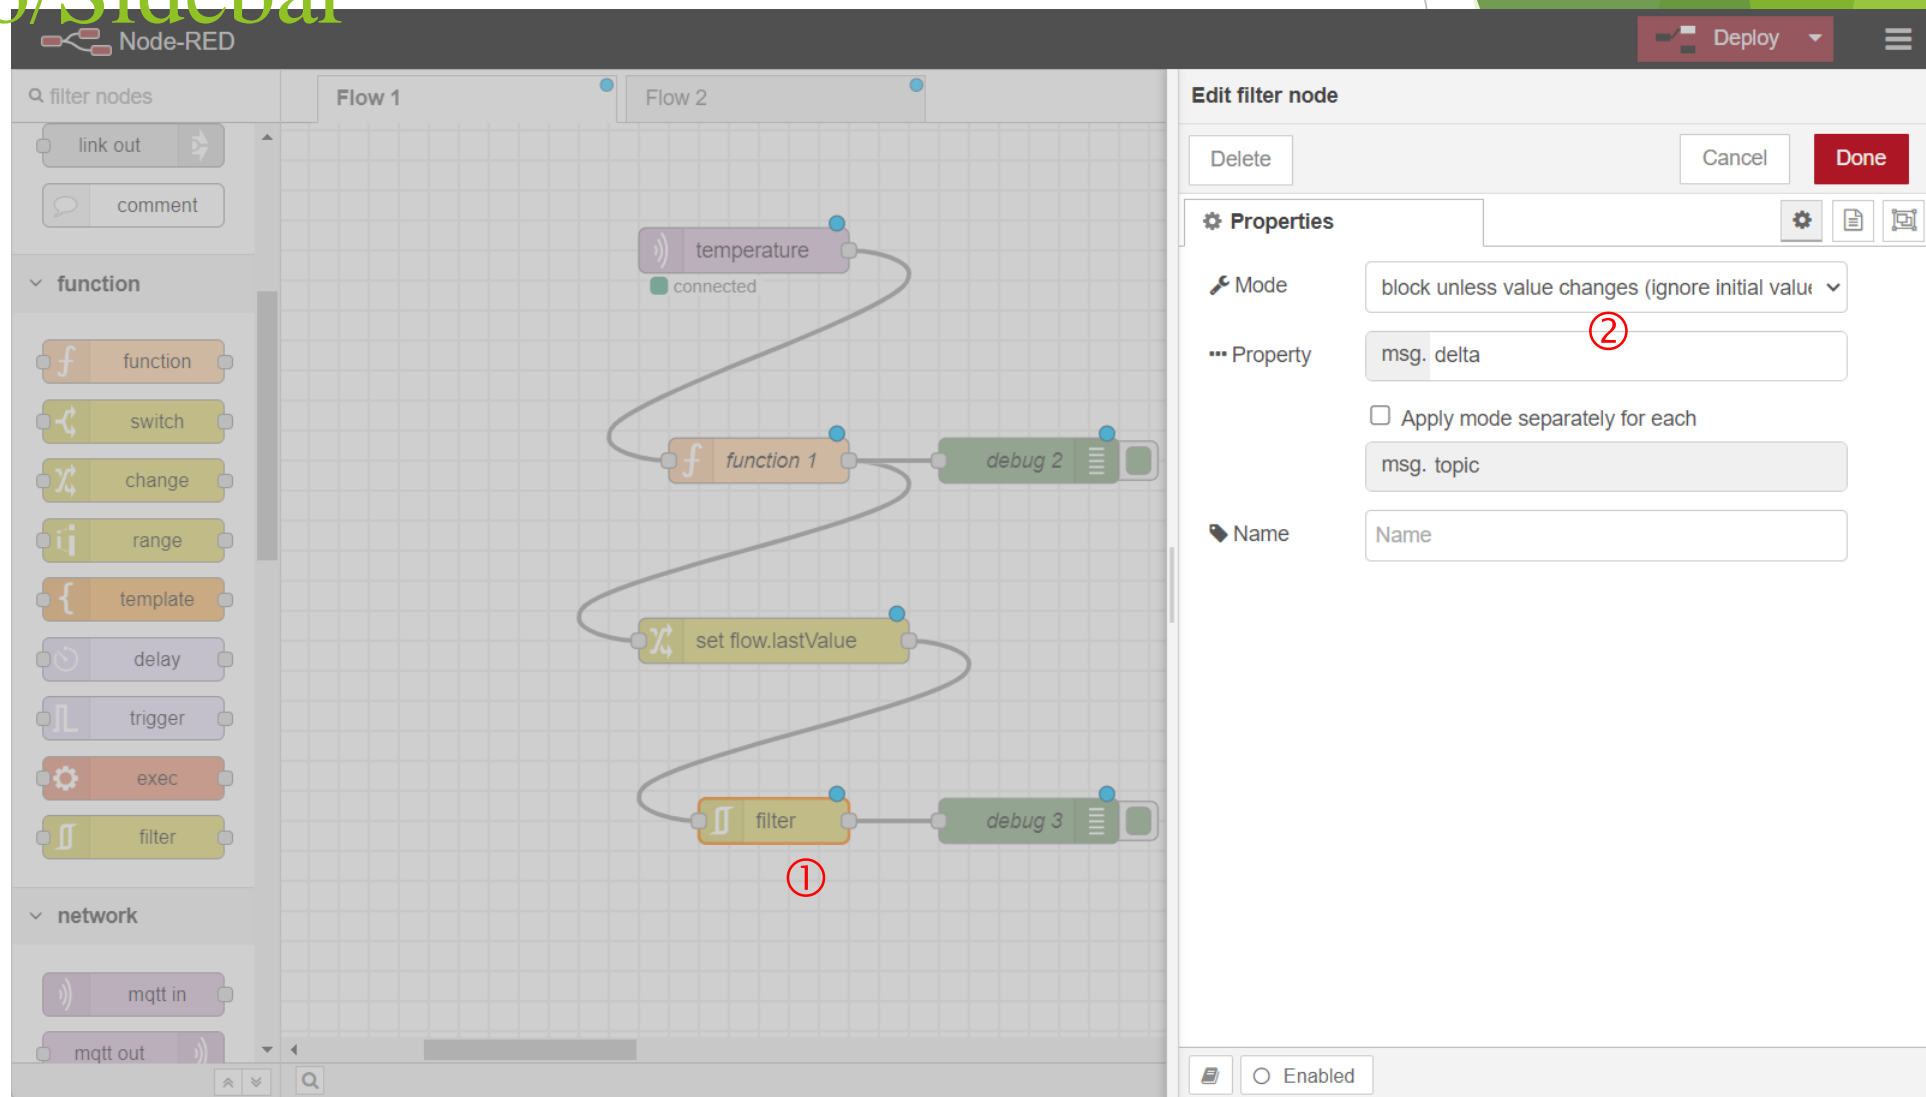 /Sidebar
Node-RED
Deploy
filter nodes
Flow 1
Flow 2
Edit filter node
link out
comment
function
function
switch
change
range
template
delay
trigger
exec
filter
network
mqtt in
mqtt out
temperature
connected
function 1
debug 2
set flow.lastValue
filter
debug 3
①
Delete
Cancel
Done
Properties
Mode
block unless value changes (ignore initial value
②
Property
msg. delta
Apply mode separately for each
msg. topic
Name
Name
Enabled